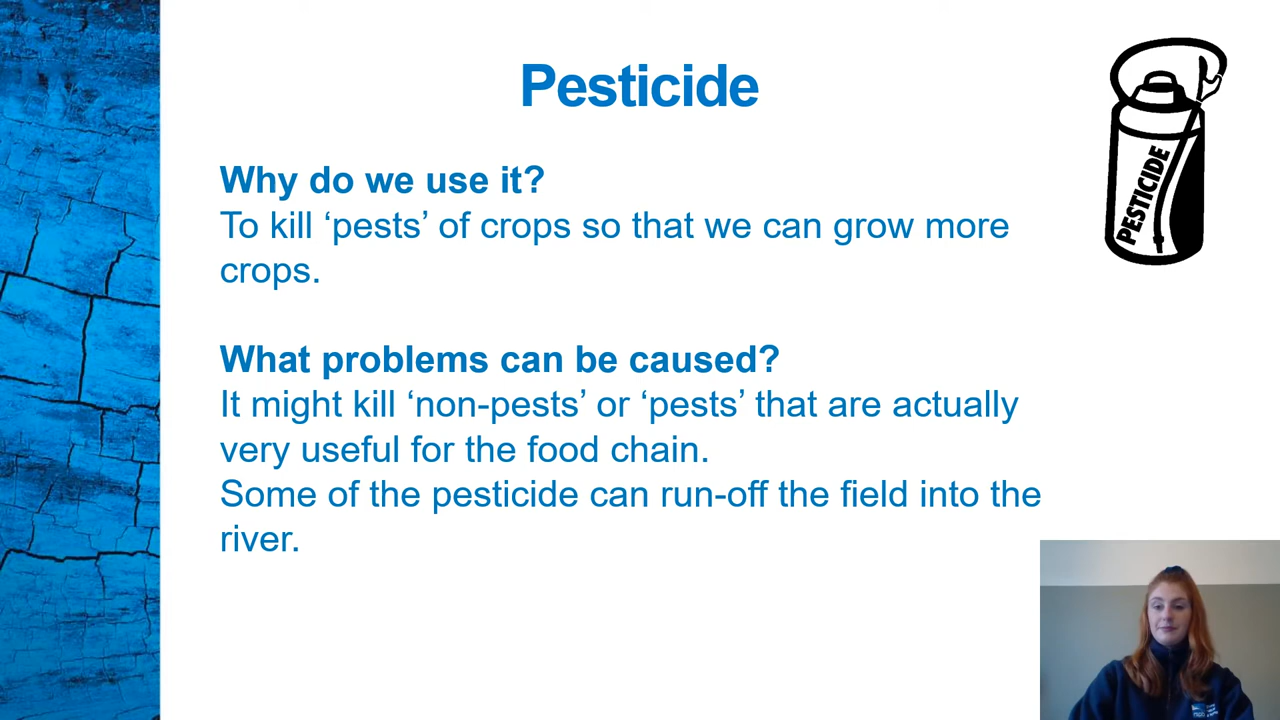 Pesticide
PESTICIDE
Why do we use it?
To kill ‘pests’ of crops so that we can grow more
crops.
What problems can be caused?
It might kill ‘non-pests’ or ‘pests’ that are actually
very useful for the food chain.
Some of the pesticide can run-off the field into the
river.